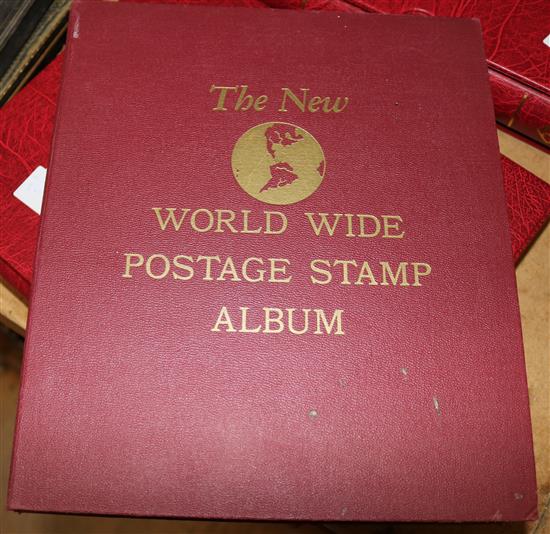 The New
WORLD WIDE
POSTAGE STAMP
ALBUM